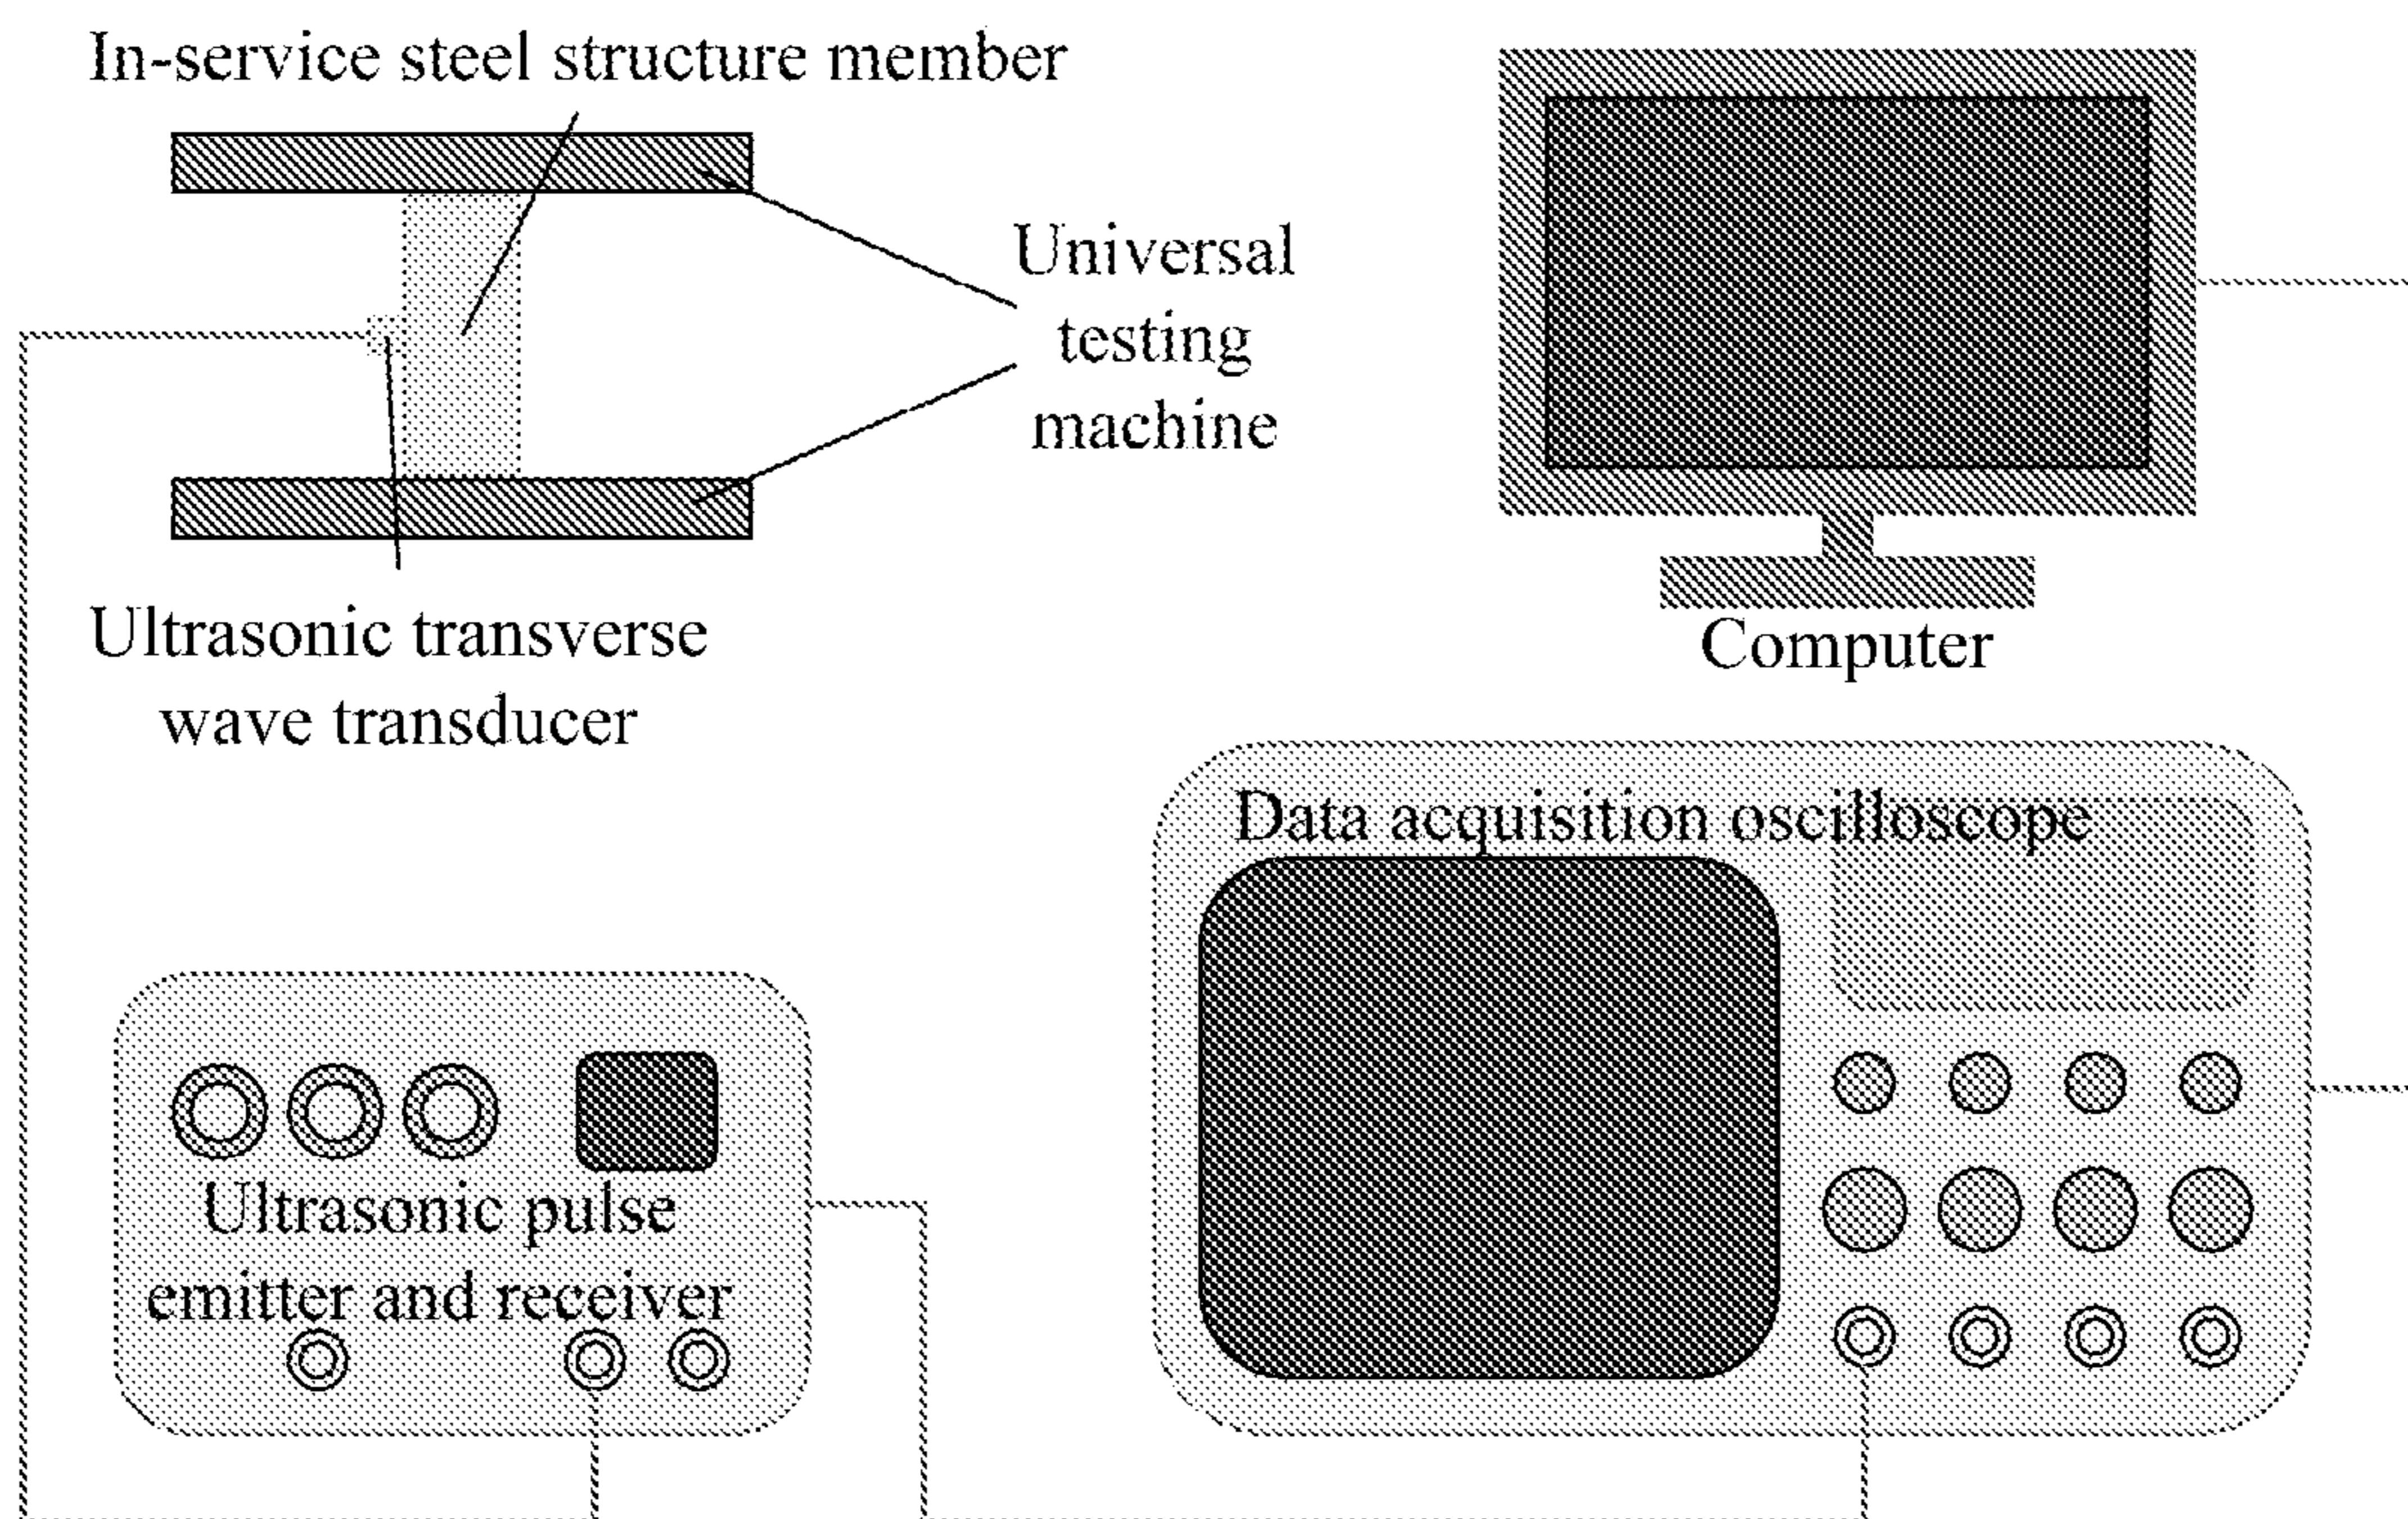 In-service steel structure member
Universal
testing
machine
Ultrasonic transverse
wave transducer
Computer
Data acquisition oscilloscope
Ultrasonic pulse
emitter and receiver